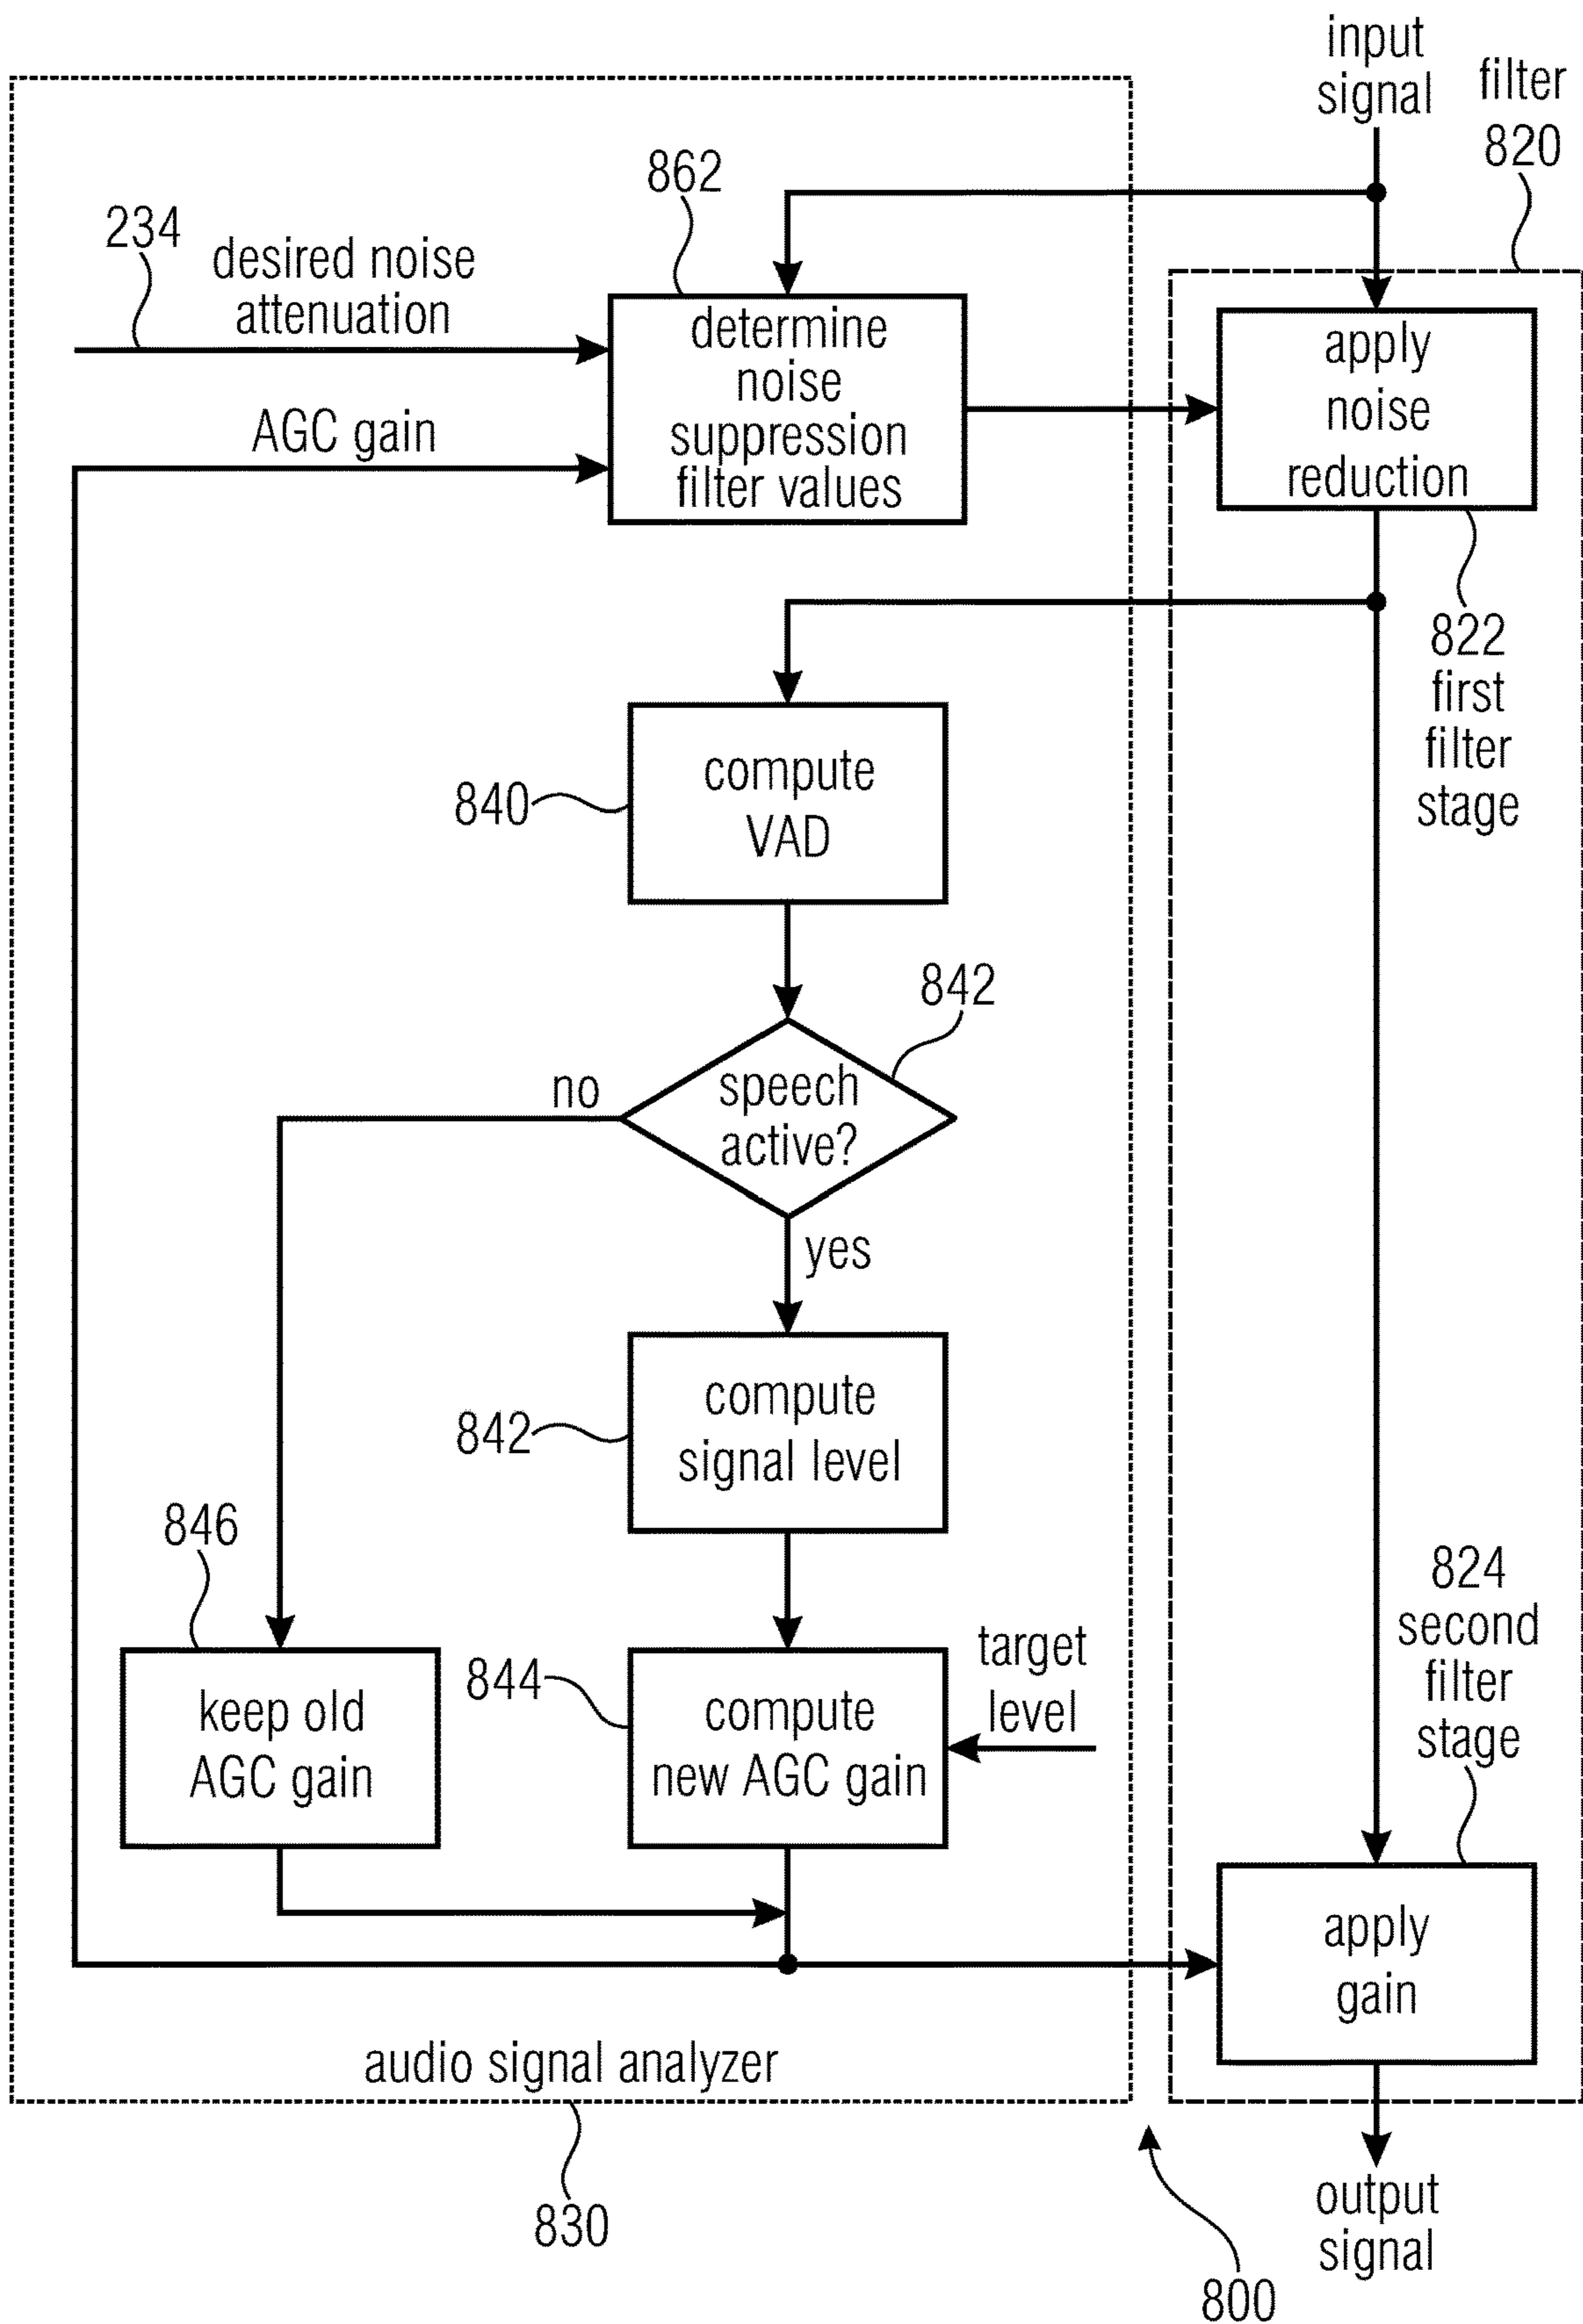 input
signal
filter
820
862
234
desired noise
attenuation
determine
noise
suppression
filter values
apply
noise
reduction
AGC gain
822
first
filter
stage
compute
VAD
840
842
speech
active?
no
yes
compute
signal level
842
846
824
second
filter
stage
keep old
AGC gain
844
compute
new AGC gain
target
level
apply
gain
audio signal analyzer
830
output
signal
800